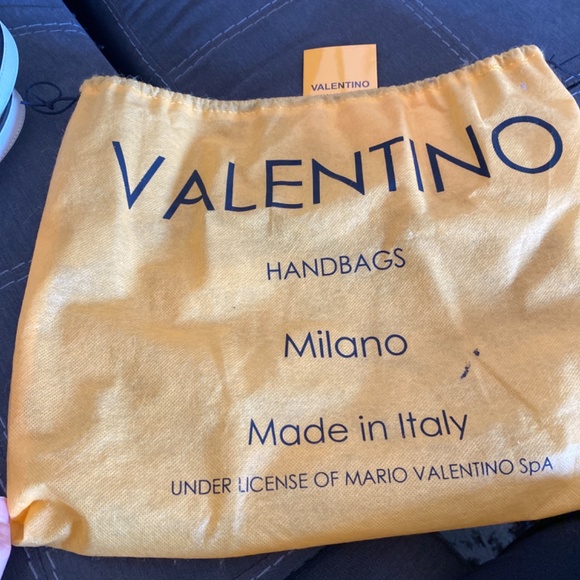 VALENTINO
VALENTINO
HANDBAGS
Milano
Made in Italy
UNDER LICENSE OF MARIO VALENTINO SpA